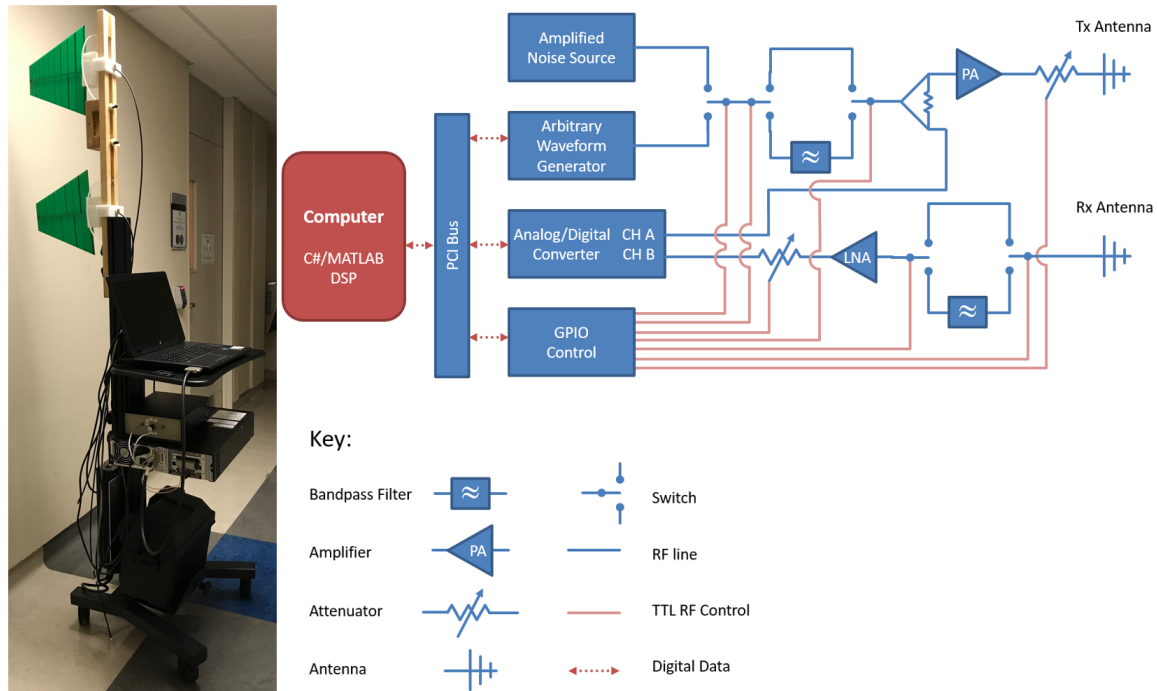 Amplified
Noise Source
Tx Antenna
PA
Arbitrary
Waveform
Generator
Computer
C#/MATLAB
DSP
PCI Bus
Analog/Digital CH A
Converter CH B
LNA
Rx Antenna
GPIO
Control
Key:
Bandpass Filter
Switch
Amplifier
PA
RF line
Attenuator
TTL RF Control
Antenna
Digital Data